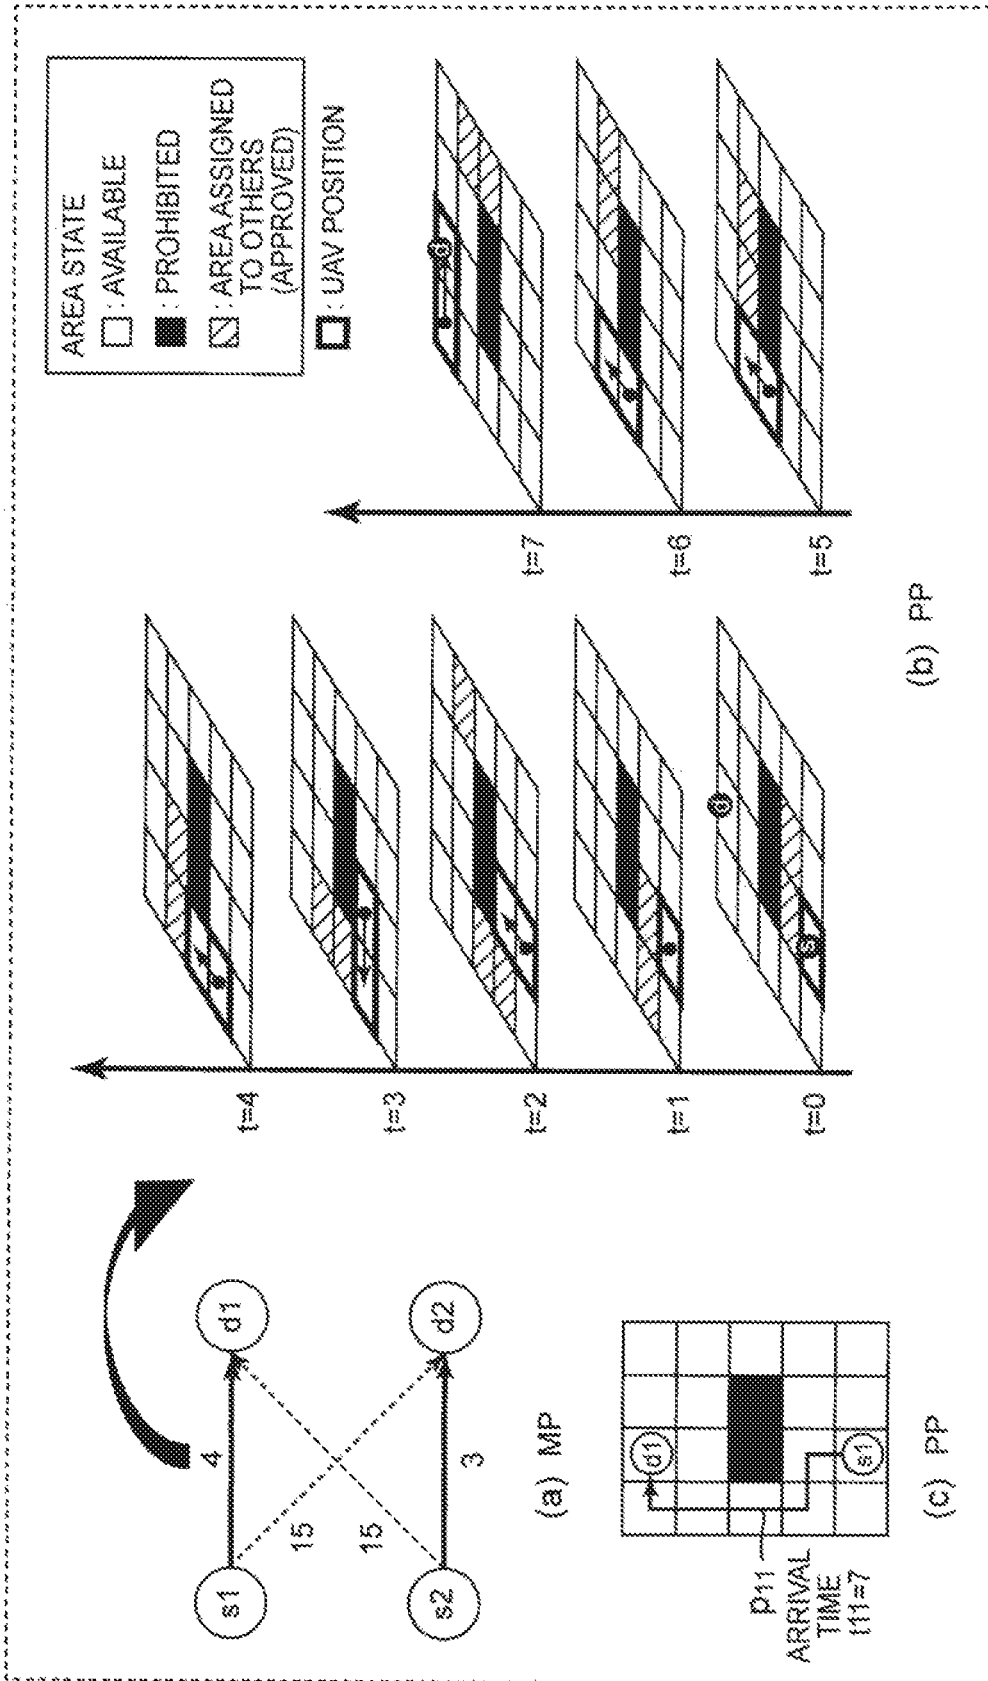 s1
s2
d1
d2
4
15
15
3
(a) MP
d1
s1
p11
ARRIVAL
TIME
t11=7
(c) PP
t=4
t=3
t=2
t=1
t=0
s
d
t=7
t=6
t=5
d
(b) PP
AREA STATE
: AVAILABLE
: PROHIBITED
: AREA ASSIGNED
TO OTHERS
(APPROVED)
: UAV POSITION